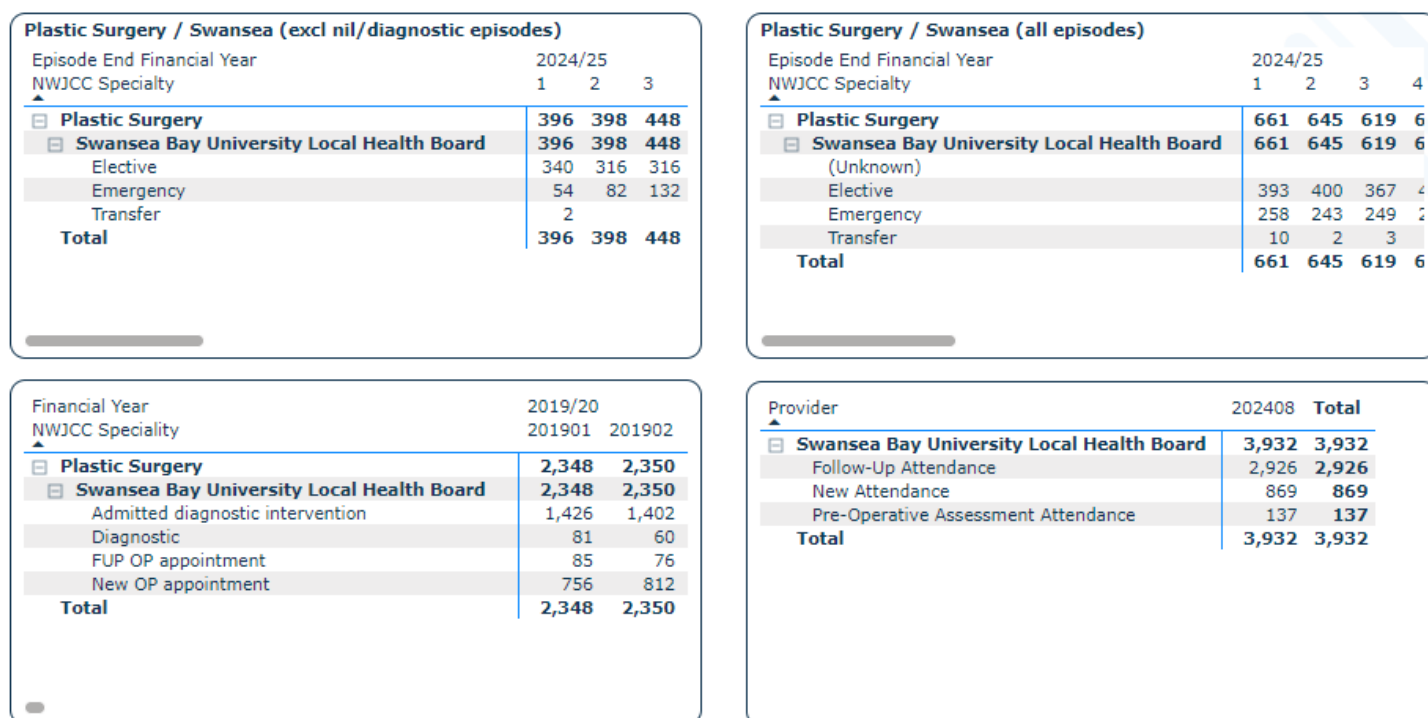 Plastic Surgery / Swansea (excl nil/diagnostic episodes)
Episode End Financial Year 2024/25
NWJCC Specialty 1 2 3
Plastic Surgery 396 398 448
Swansea Bay University Local Health Board 396 398 448
Elective 340 316 316
Emergency 54 82 132
Transfer 2
Total 396 398 448
Plastic Surgery / Swansea (all episodes)
Episode End Financial Year 2024/25
NWJCC Specialty 1 2 3 4
Plastic Surgery 661 645 619 6
Swansea Bay University Local Health Board 661 645 619 6
(Unknown)
Elective 393 400 367
Emergency 258 243 249
Transfer 10 2 3
Total 661 645 619 6
Financial Year 2019/20
NWJCC Speciality 201901 201902
Plastic Surgery 2,348 2,350
Swansea Bay University Local Health Board 2,348 2,350
Admitted diagnostic intervention 1,426 1,402
Diagnostic 81 60
FUP OP appointment 85 76
New OP appointment 756 812
Total 2,348 2,350
Provider 202408 Total
Swansea Bay University Local Health Board 3,932 3,932
Follow-Up Attendance 2,926 2,926
New Attendance 869 869
Pre-Operative Assessment Attendance 137 137
Total 3,932 3,932